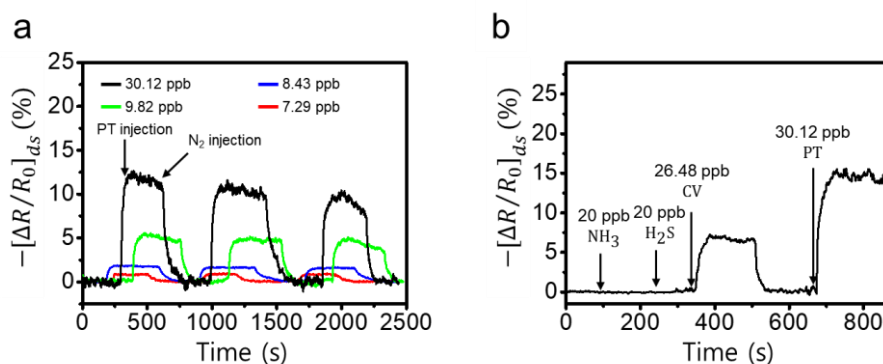 a
−[ΔR/R₀]ds (%)
25
20
15
10
5
0
30.12 ppb
8.43 ppb
9.82 ppb
7.29 ppb
PT injection
N₂ injection
0 500 1000 1500 2000 2500
Time (s)
b
−[ΔR/R₀]ds (%)
25
20
15
10
5
0
20 ppb
NH₃
20 ppb
H₂S
26.48 ppb
CV
30.12 ppb
PT
0 200 400 600 800
Time (s)